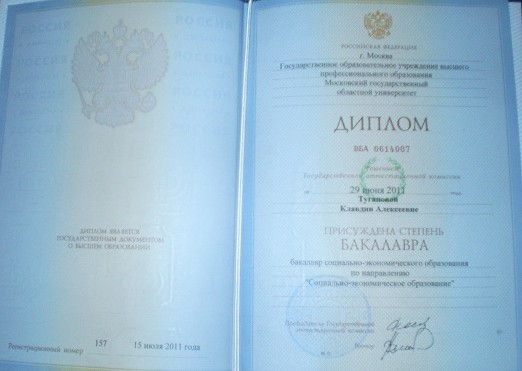 РОССИЯ
ДИПЛОМ ЯВЛЯЕТСЯ
ГОСУДАРСТВЕННЫМ ДОКУМЕНТОМ
О ВЫСШЕМ ОБРАЗОВАНИИ
Регистрационный номер 157 15 июля 2011 года
РОССИЙСКАЯ ФЕДЕРАЦИЯ
г. Москва
Государственное образовательное учреждение высшего
профессионального образования
Московский государственный
областной университет
ДИПЛОМ
ВБА 0614007
Решением
Государственной аттестационной комиссии
от 29 июня 2011 года
Тугановой
Клавдии Алексеевне
ПРИСУЖДЕНА СТЕПЕНЬ
БАКАЛАВРА
бакалавр социально-экономического образования
по направлению
"Социально-экономическое образование"
Председатель Государственной
аттестационной комиссии
Ректор